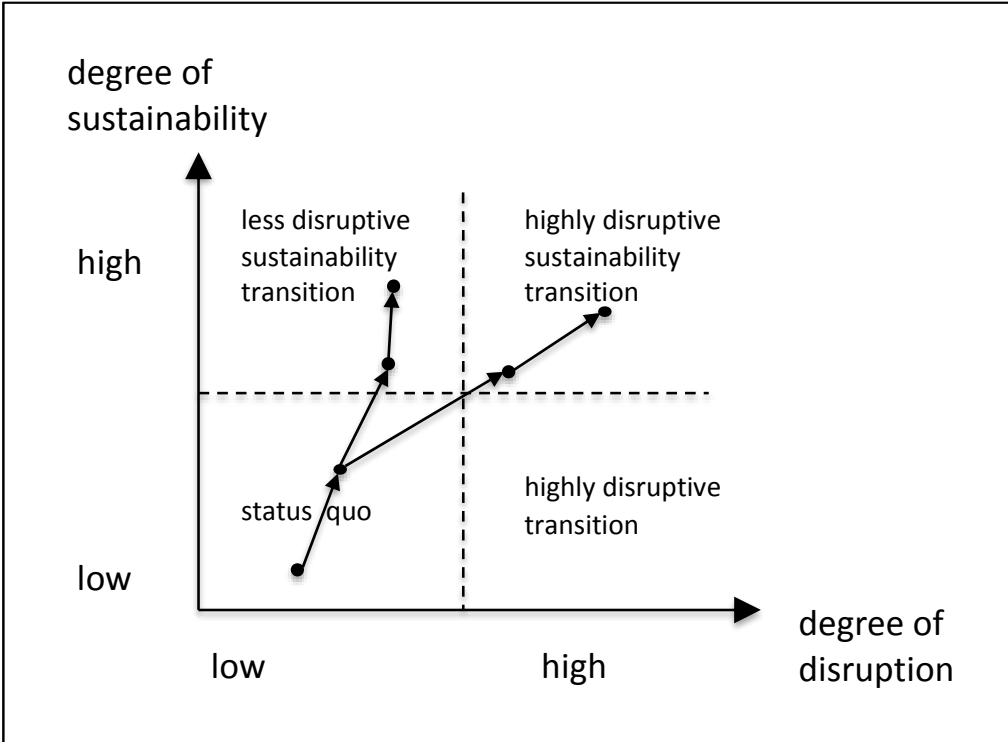 degree of
sustainability
less disruptive
sustainability
transition
highly disruptive
sustainability
transition
high
status quo
highly disruptive
transition
low
low
high
degree of
disruption